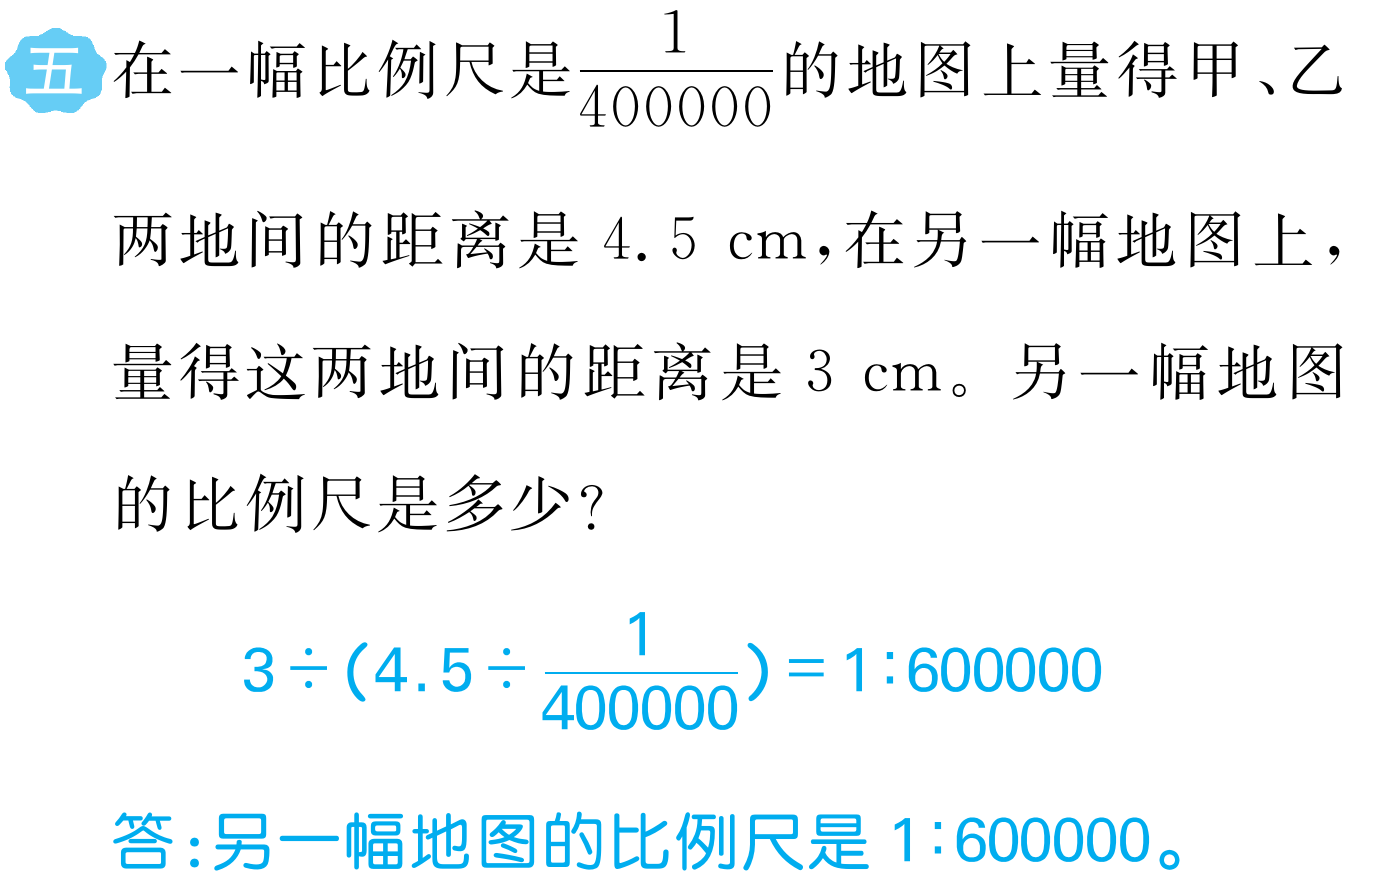 五 在一幅比例尺是1/400000的地图上量得甲、乙
两地间的距离是 4.5 cm,在另一幅地图上,
量得这两地间的距离是 3 cm。另一幅地图
的比例尺是多少?
3÷(4.5÷1/400000)=1∶600000
答:另一幅地图的比例尺是 1∶600000。